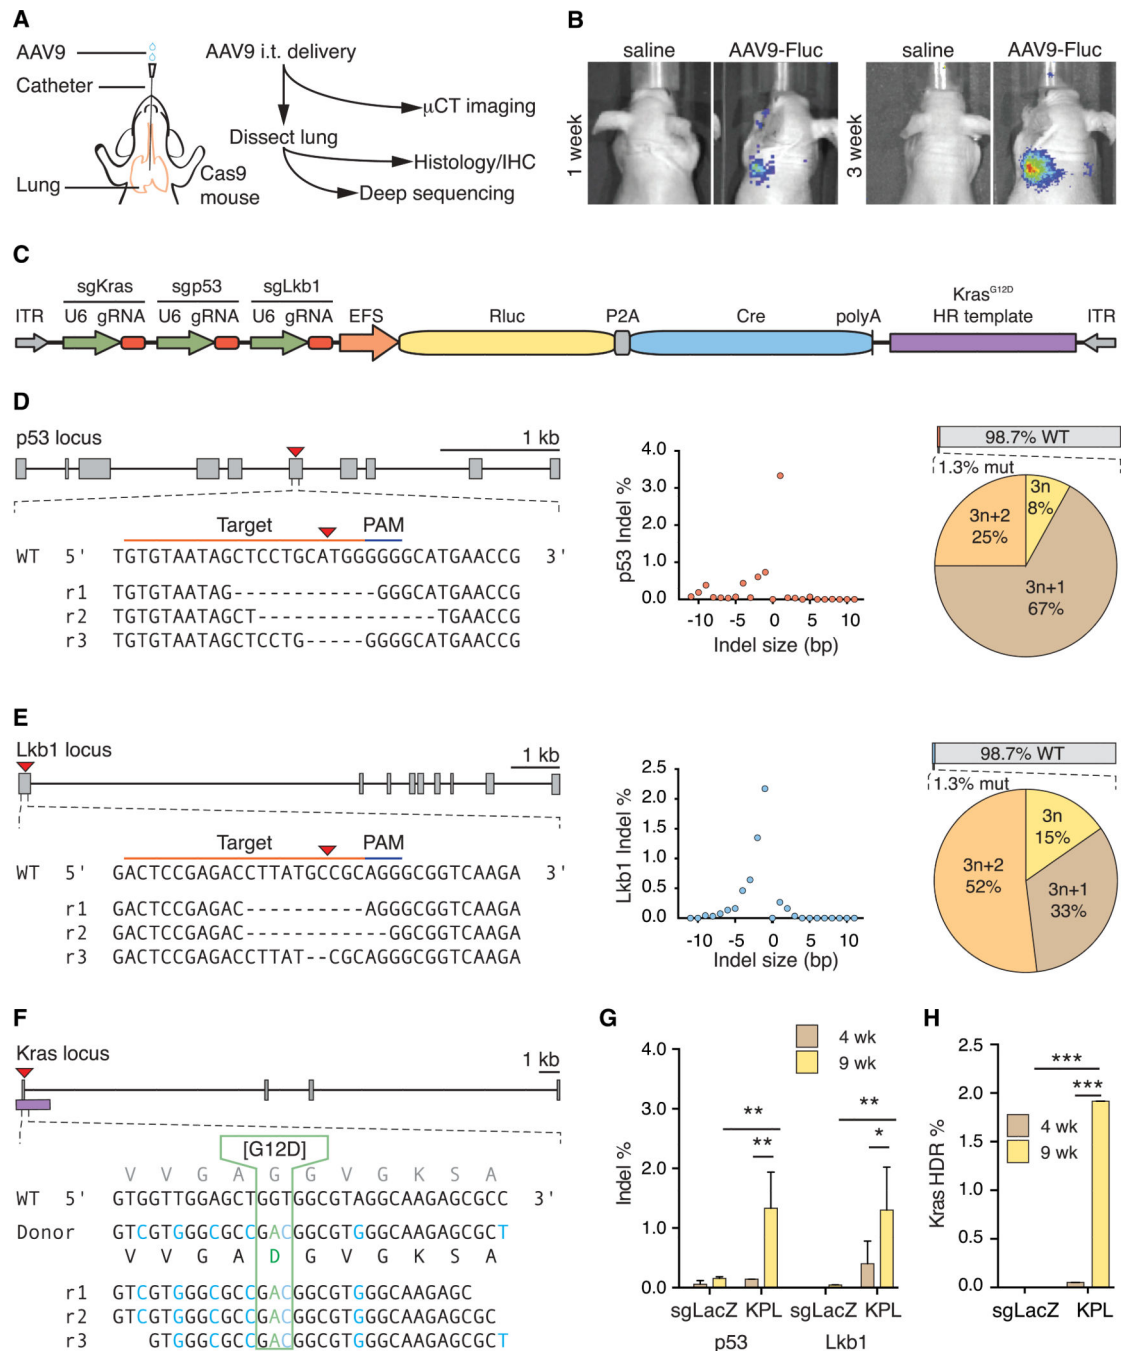 A
AAV9
Catheter
Lung
Cas9
mouse
AAV9 i.t. delivery
μCT imaging
Dissect lung
Histology/IHC
Deep sequencing
B
saline
AAV9-Fluc
saline
AAV9-Fluc
1 week
3 week
C
sgKras
sgp53
sgLkb1
Kras^G12D
ITR
U6 gRNA
U6 gRNA
U6 gRNA
EFS
Rluc
P2A
Cre
polyA
HR template
ITR
D
p53 locus
1 kb
Target
PAM
WT 5' TGTGTAATAGCTCCTGCATGGGGGGCATGAACCG 3'
r1 TGTGTAATAG------------GGGCATGAACCG
r2 TGTGTAATAGCT---------------TGAACCG
r3 TGTGTAATAGCTCCTG-----GGGGCATGAACCG
p53 Indel %
4.0
3.0
2.0
1.0
0.0
-10 -5 0 5 10
Indel size (bp)
98.7% WT
1.3% mut
3n
8%
3n+2
25%
3n+1
67%
E
Lkb1 locus
1 kb
Target
PAM
WT 5' GACTCCGAGACCTTATGCCGCAGGGCGGTCAAGA 3'
r1 GACTCCGAGAC----------AGGGCGGTCAAGA
r2 GACTCCGAGAC------------GGCGGTCAAGA
r3 GACTCCGAGACCTTAT--CGCAGGGCGGTCAAGA
Lkb1 Indel %
2.5
2.0
1.5
1.0
0.5
0.0
-10 -5 0 5 10
Indel size (bp)
98.7% WT
1.3% mut
3n
15%
3n+2
52%
3n+1
33%
F
Kras locus
1 kb
[G12D]
V V G A G G V G K S A
WT 5' GTGGTTGGAGCTGGTGGCGTAGGCAAGAGCGCC 3'
Donor GTCGTGGGCGCCGACGGCGTGGGCAAGAGCGCT
V V G A D G V G K S A
r1 GTCGTGGGCGCCGACGGCGTGGGCAAGAGC
r2 GTCGTGGGCGCCGACGGCGTGGGCAAGAGCGC
r3 GTGGGCGCCGACGGCGTGGGCAAGAGCGCT
G
4 wk
9 wk
Indel %
4.0
3.0
2.0
1.0
0.0
**
**
**
*
sgLacZ KPL sgLacZ KPL
p53 Lkb1
H
Kras HDR %
2.5
2.0
1.5
1.0
0.5
0.0
***
***
4 wk
9 wk
sgLacZ KPL